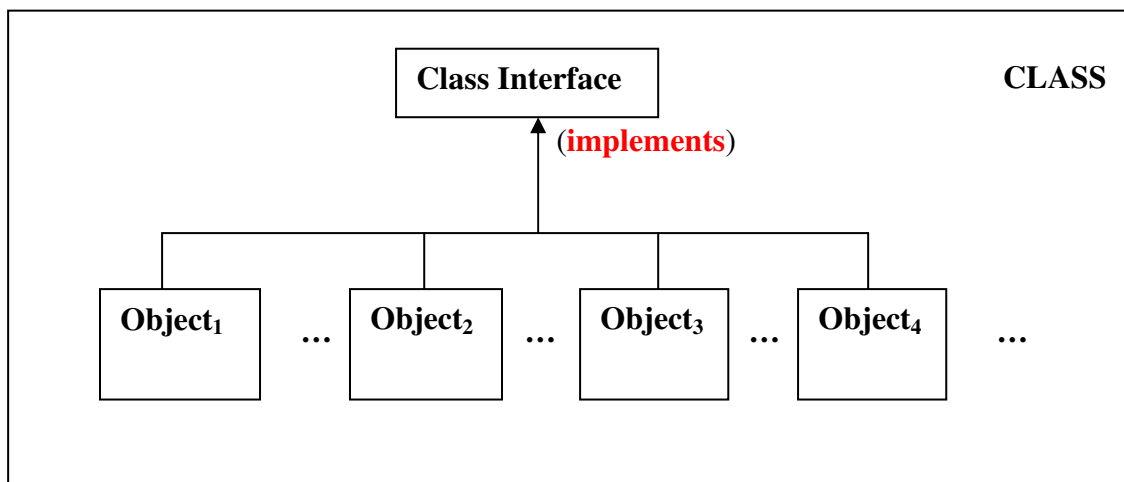 Class Interface
CLASS
(implements)
Object₁ ... Object₂ ... Object₃ ... Object₄ ...